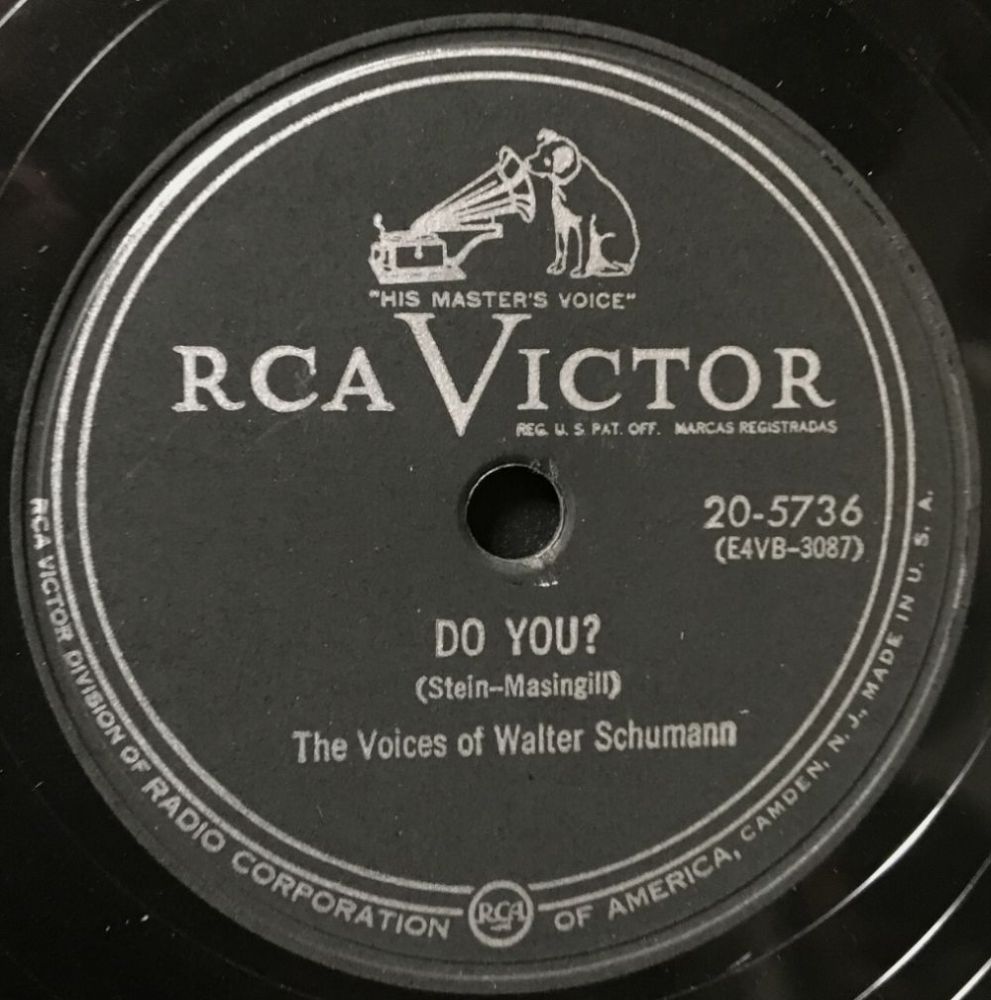 "HIS MASTER'S VOICE"
RCA VICTOR
REG. U. S. PAT. OFF. MARCAS REGISTRADAS
20-5736
(E4VB-3087)
DO YOU?
(Stein-Masingill)
The Voices of Walter Schumann
RCA VICTOR DIVISION OF RADIO CORPORATION OF AMERICA, CAMDEN, N. J., MADE IN U. S. A.
RCA